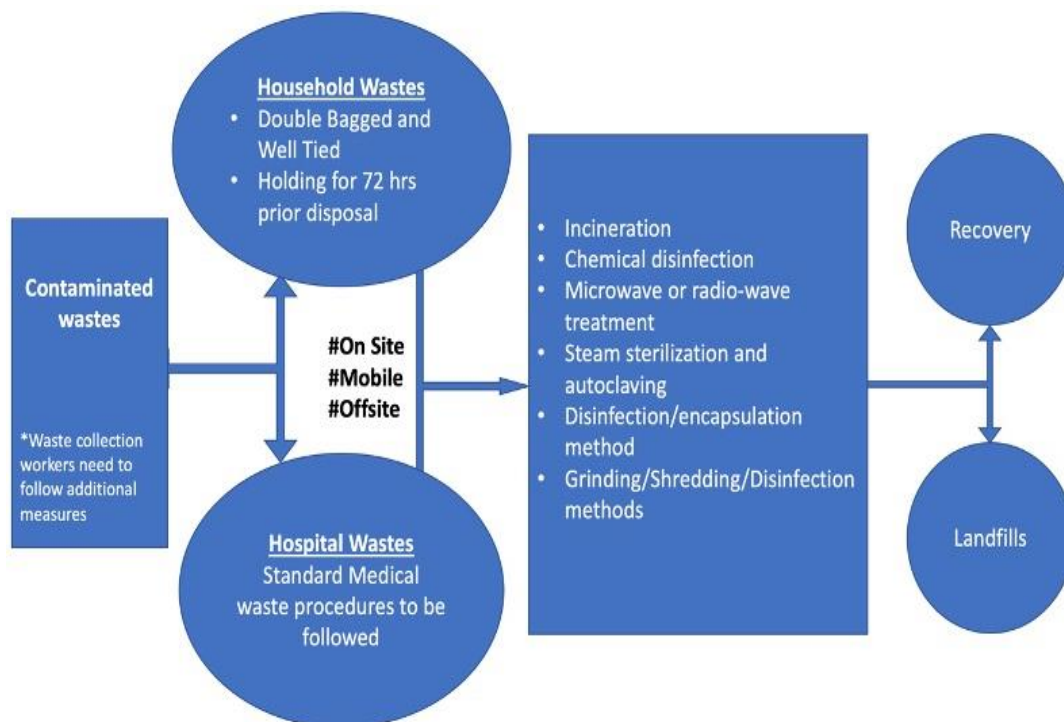 Contaminated
wastes
*Waste collection
workers need to
follow additional
measures
Household Wastes
• Double Bagged and
Well Tied
• Holding for 72 hrs
prior disposal
#On Site
#Mobile
#Offsite
Hospital Wastes
Standard Medical
waste procedures to be
followed
• Incineration
• Chemical disinfection
• Microwave or radio-wave
treatment
• Steam sterilization and
autoclaving
• Disinfection/encapsulation
method
• Grinding/Shredding/Disinfection
methods
Recovery
Landfills